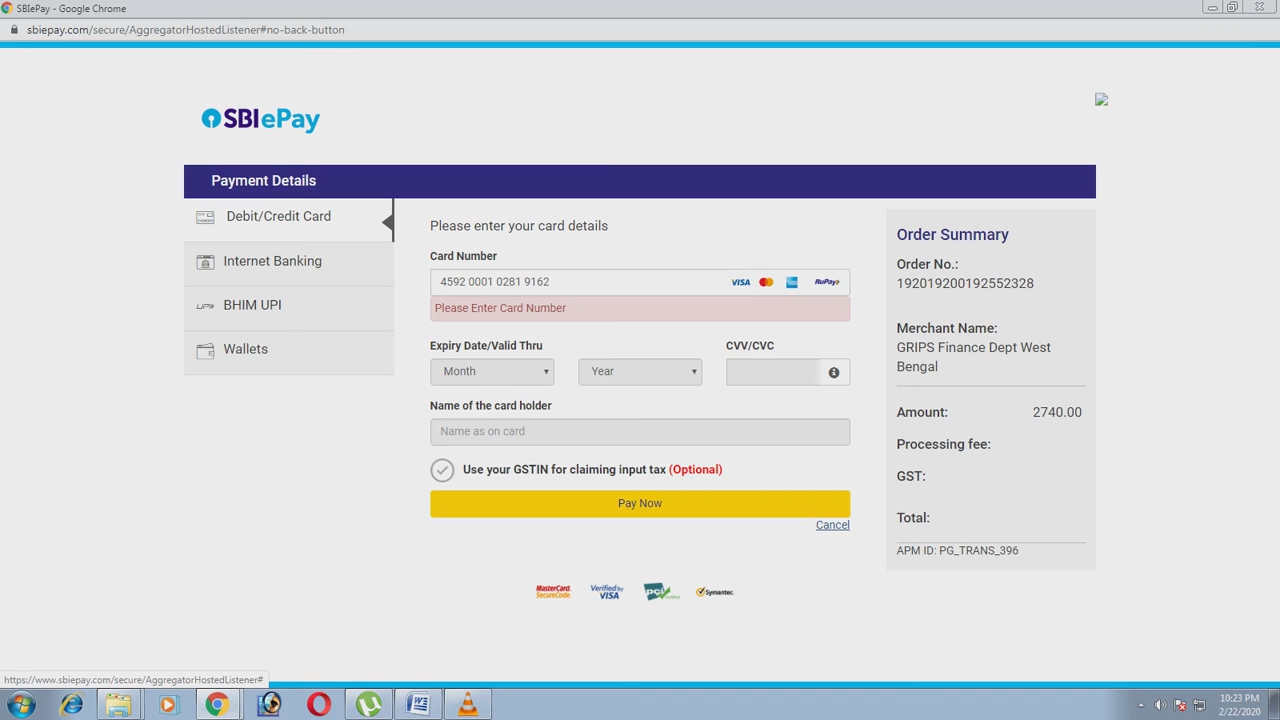 SBIePay - Google Chrome
sbiepay.com/secure/AggregatorHostedListener#no-back-button
SBIePay
Payment Details
Debit/Credit Card
Internet Banking
BHIM UPI
Wallets
Please enter your card details
Card Number
4592 0001 0281 9162
VISA
RuPay
Please Enter Card Number
Expiry Date/Valid Thru
CVV/CVC
Month
Year
Name of the card holder
Name as on card
Use your GSTIN for claiming input tax (Optional)
Pay Now
Cancel
Order Summary
Order No.:
192019200192552328
Merchant Name:
GRIPS Finance Dept West
Bengal
Amount: 2740.00
Processing fee:
GST:
Total:
APM ID: PG_TRANS_396
MasterCard
SecureCode
Verified by
VISA
pci
Symantec
https://www.sbiepay.com/secure/AggregatorHostedListener#
10:23 PM
2/22/2020